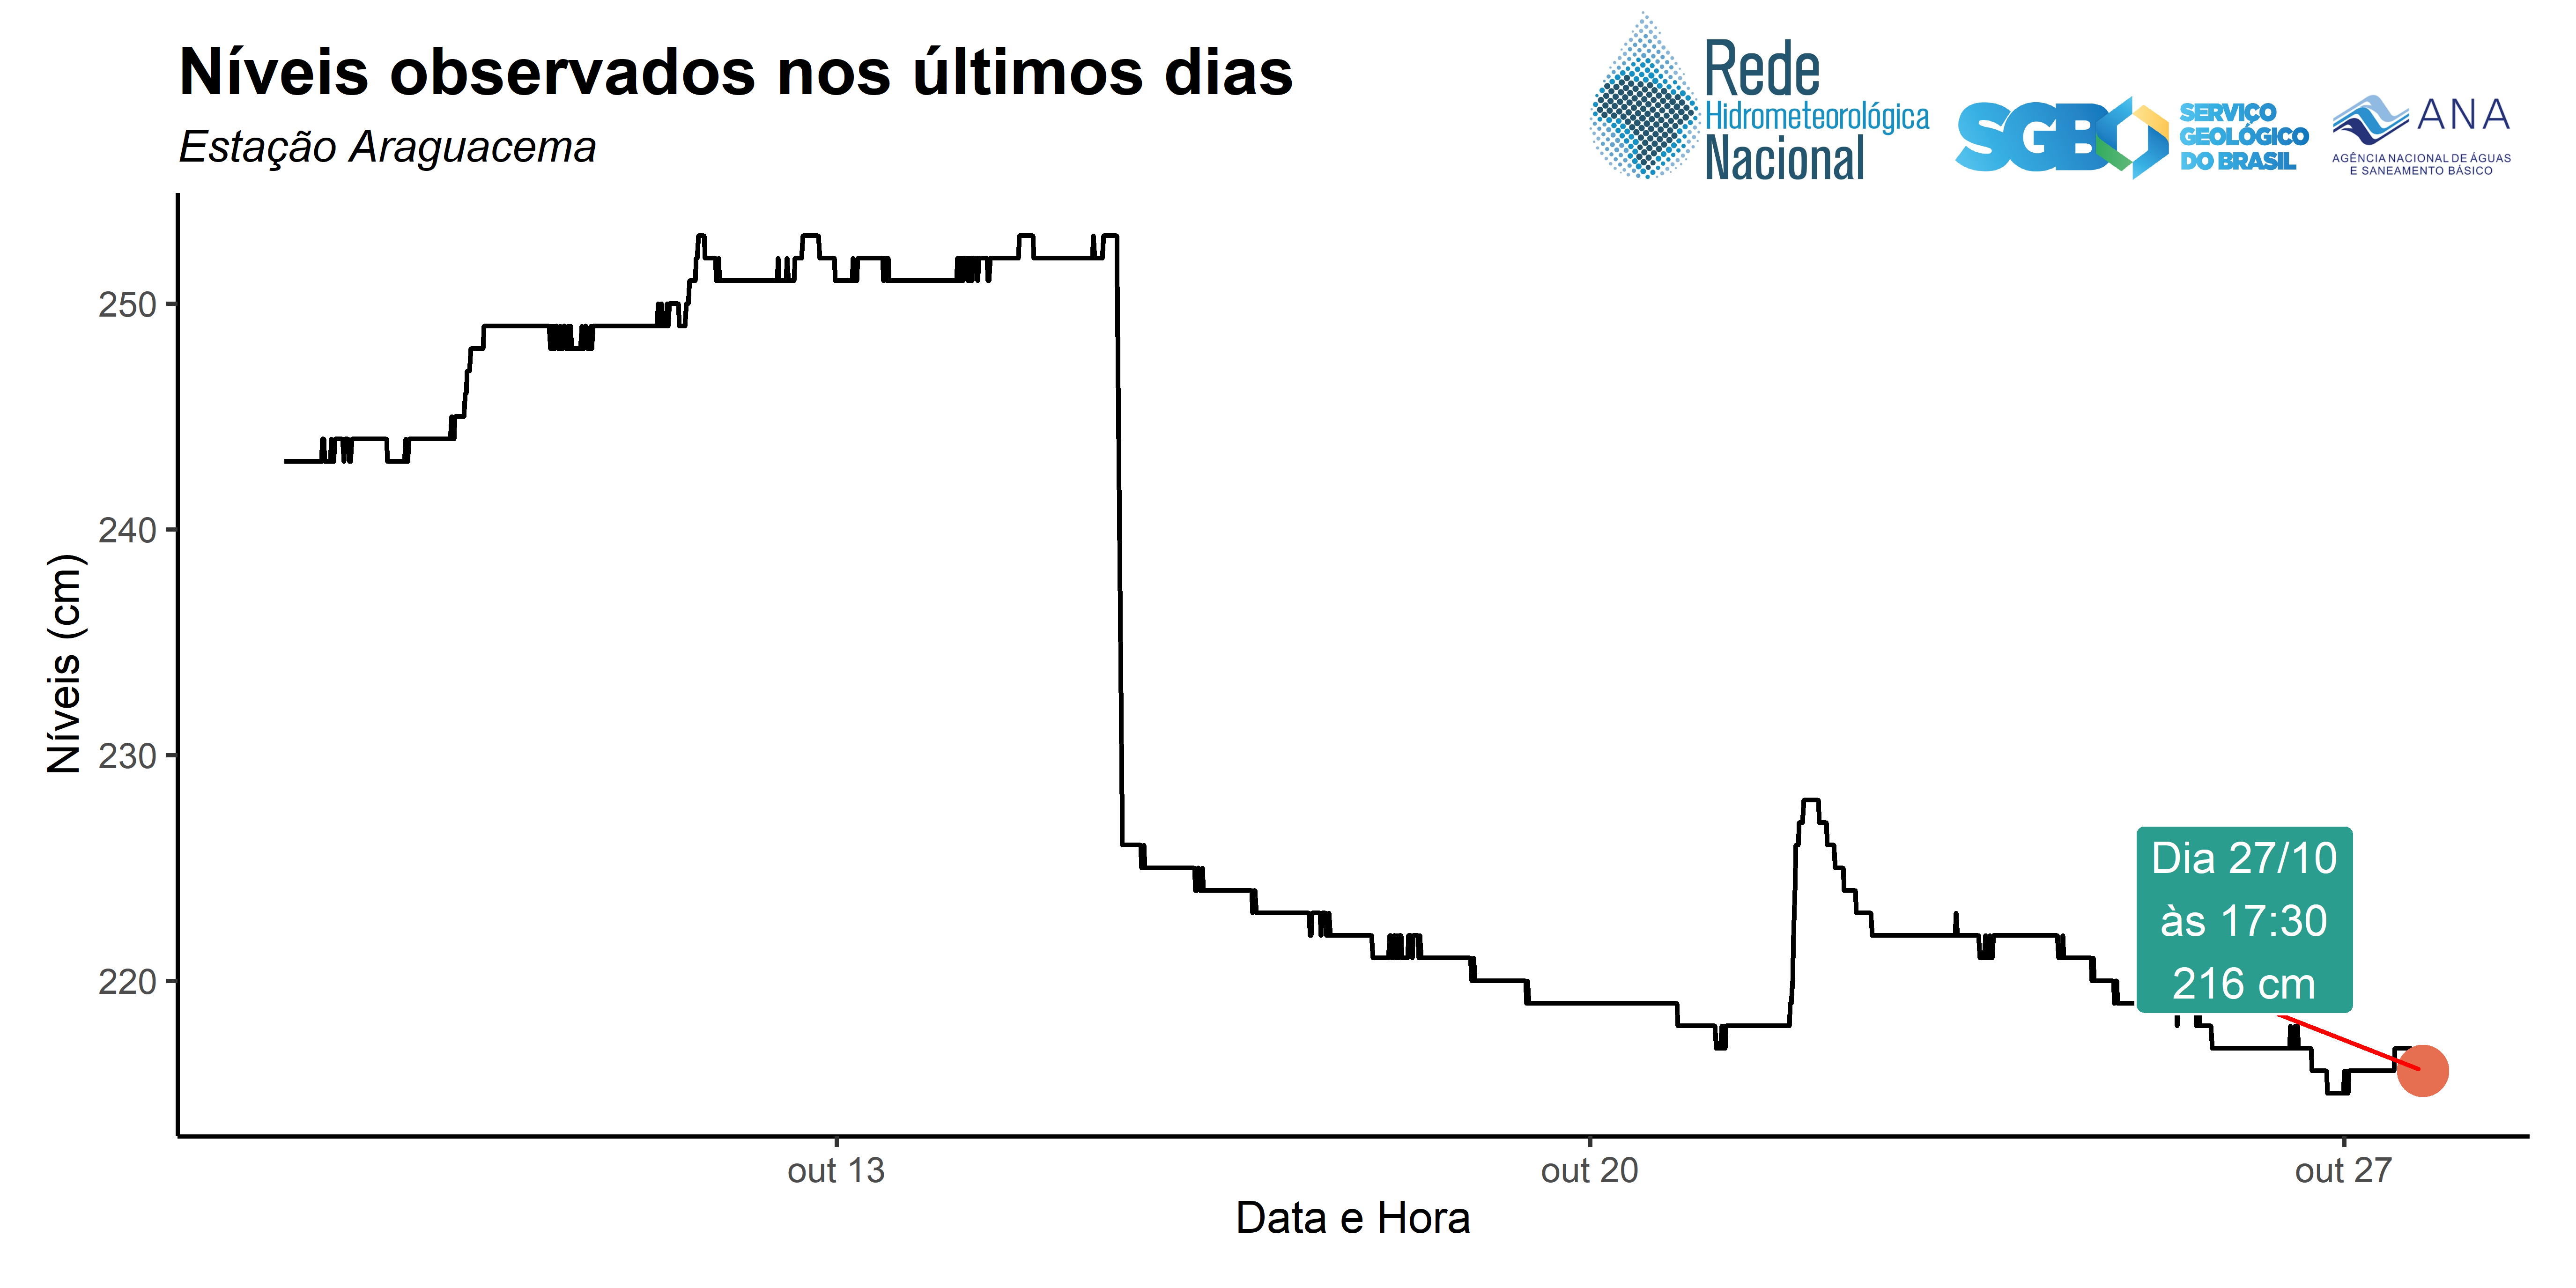 Níveis observados nos últimos dias
Estação Araguacema
Rede
Hidrometeorológica
Nacional
SGB
SERVIÇO
GEOLÓGICO
DO BRASIL
ANA
AGÊNCIA NACIONAL DE ÁGUAS
E SANEAMENTO BÁSICO
Níveis (cm)
250
240
230
220
Dia 27/10
às 17:30
216 cm
out 13
out 20
out 27
Data e Hora